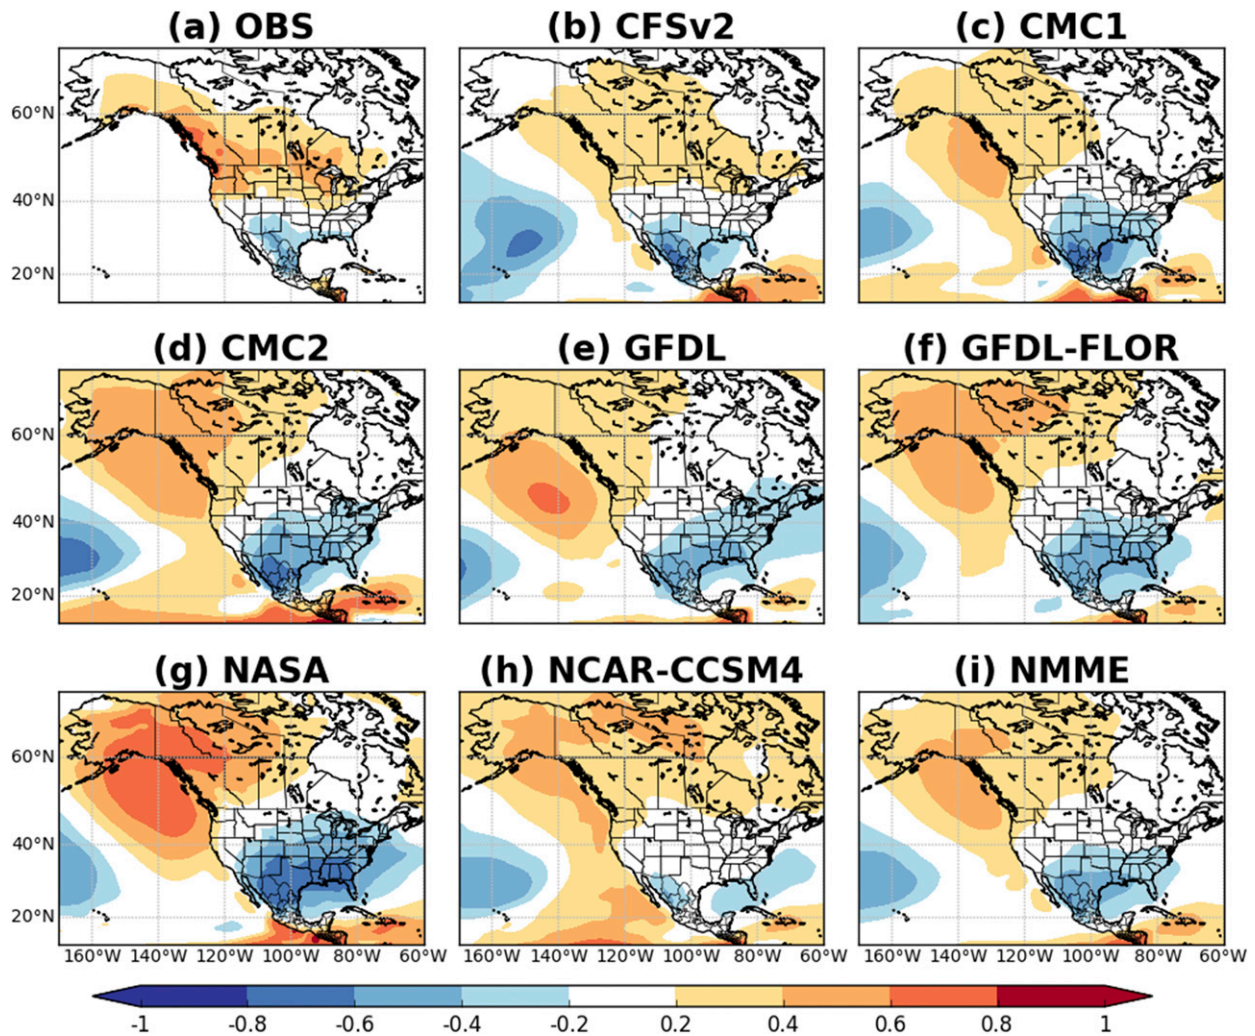 (a) OBS (b) CFSv2 (c) CMC1
60°N
40°N
20°N
(d) CMC2 (e) GFDL (f) GFDL-FLOR
60°N
40°N
20°N
(g) NASA (h) NCAR-CCSM4 (i) NMME
60°N
40°N
20°N
160°W 140°W 120°W 100°W 80°W 60°W 160°W 140°W 120°W 100°W 80°W 60°W 160°W 140°W 120°W 100°W 80°W 60°W
-1 -0.8 -0.6 -0.4 -0.2 0.2 0.4 0.6 0.8 1